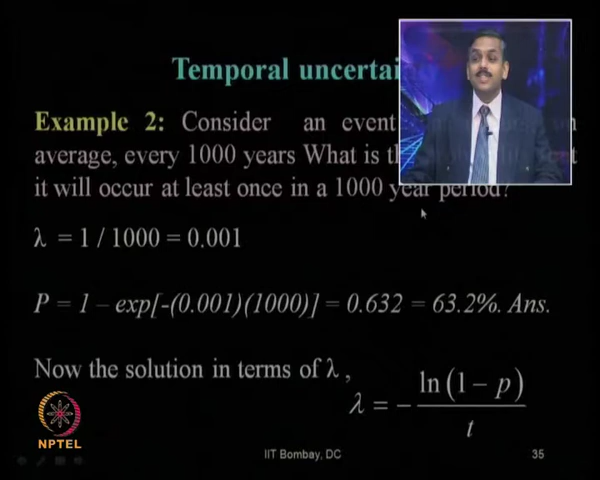 Temporal
Example 2: Consider an event
average, every 1000 years What is
it will occur at least once in a 1000 year period?
λ = 1 / 1000 = 0.001
P = 1 – exp[-(0.001)(1000)] = 0.632 = 63.2%. Ans.
Now the solution in terms of λ ,
λ = – ln (1 – p) / t
NPTEL
IIT Bombay, DC
35